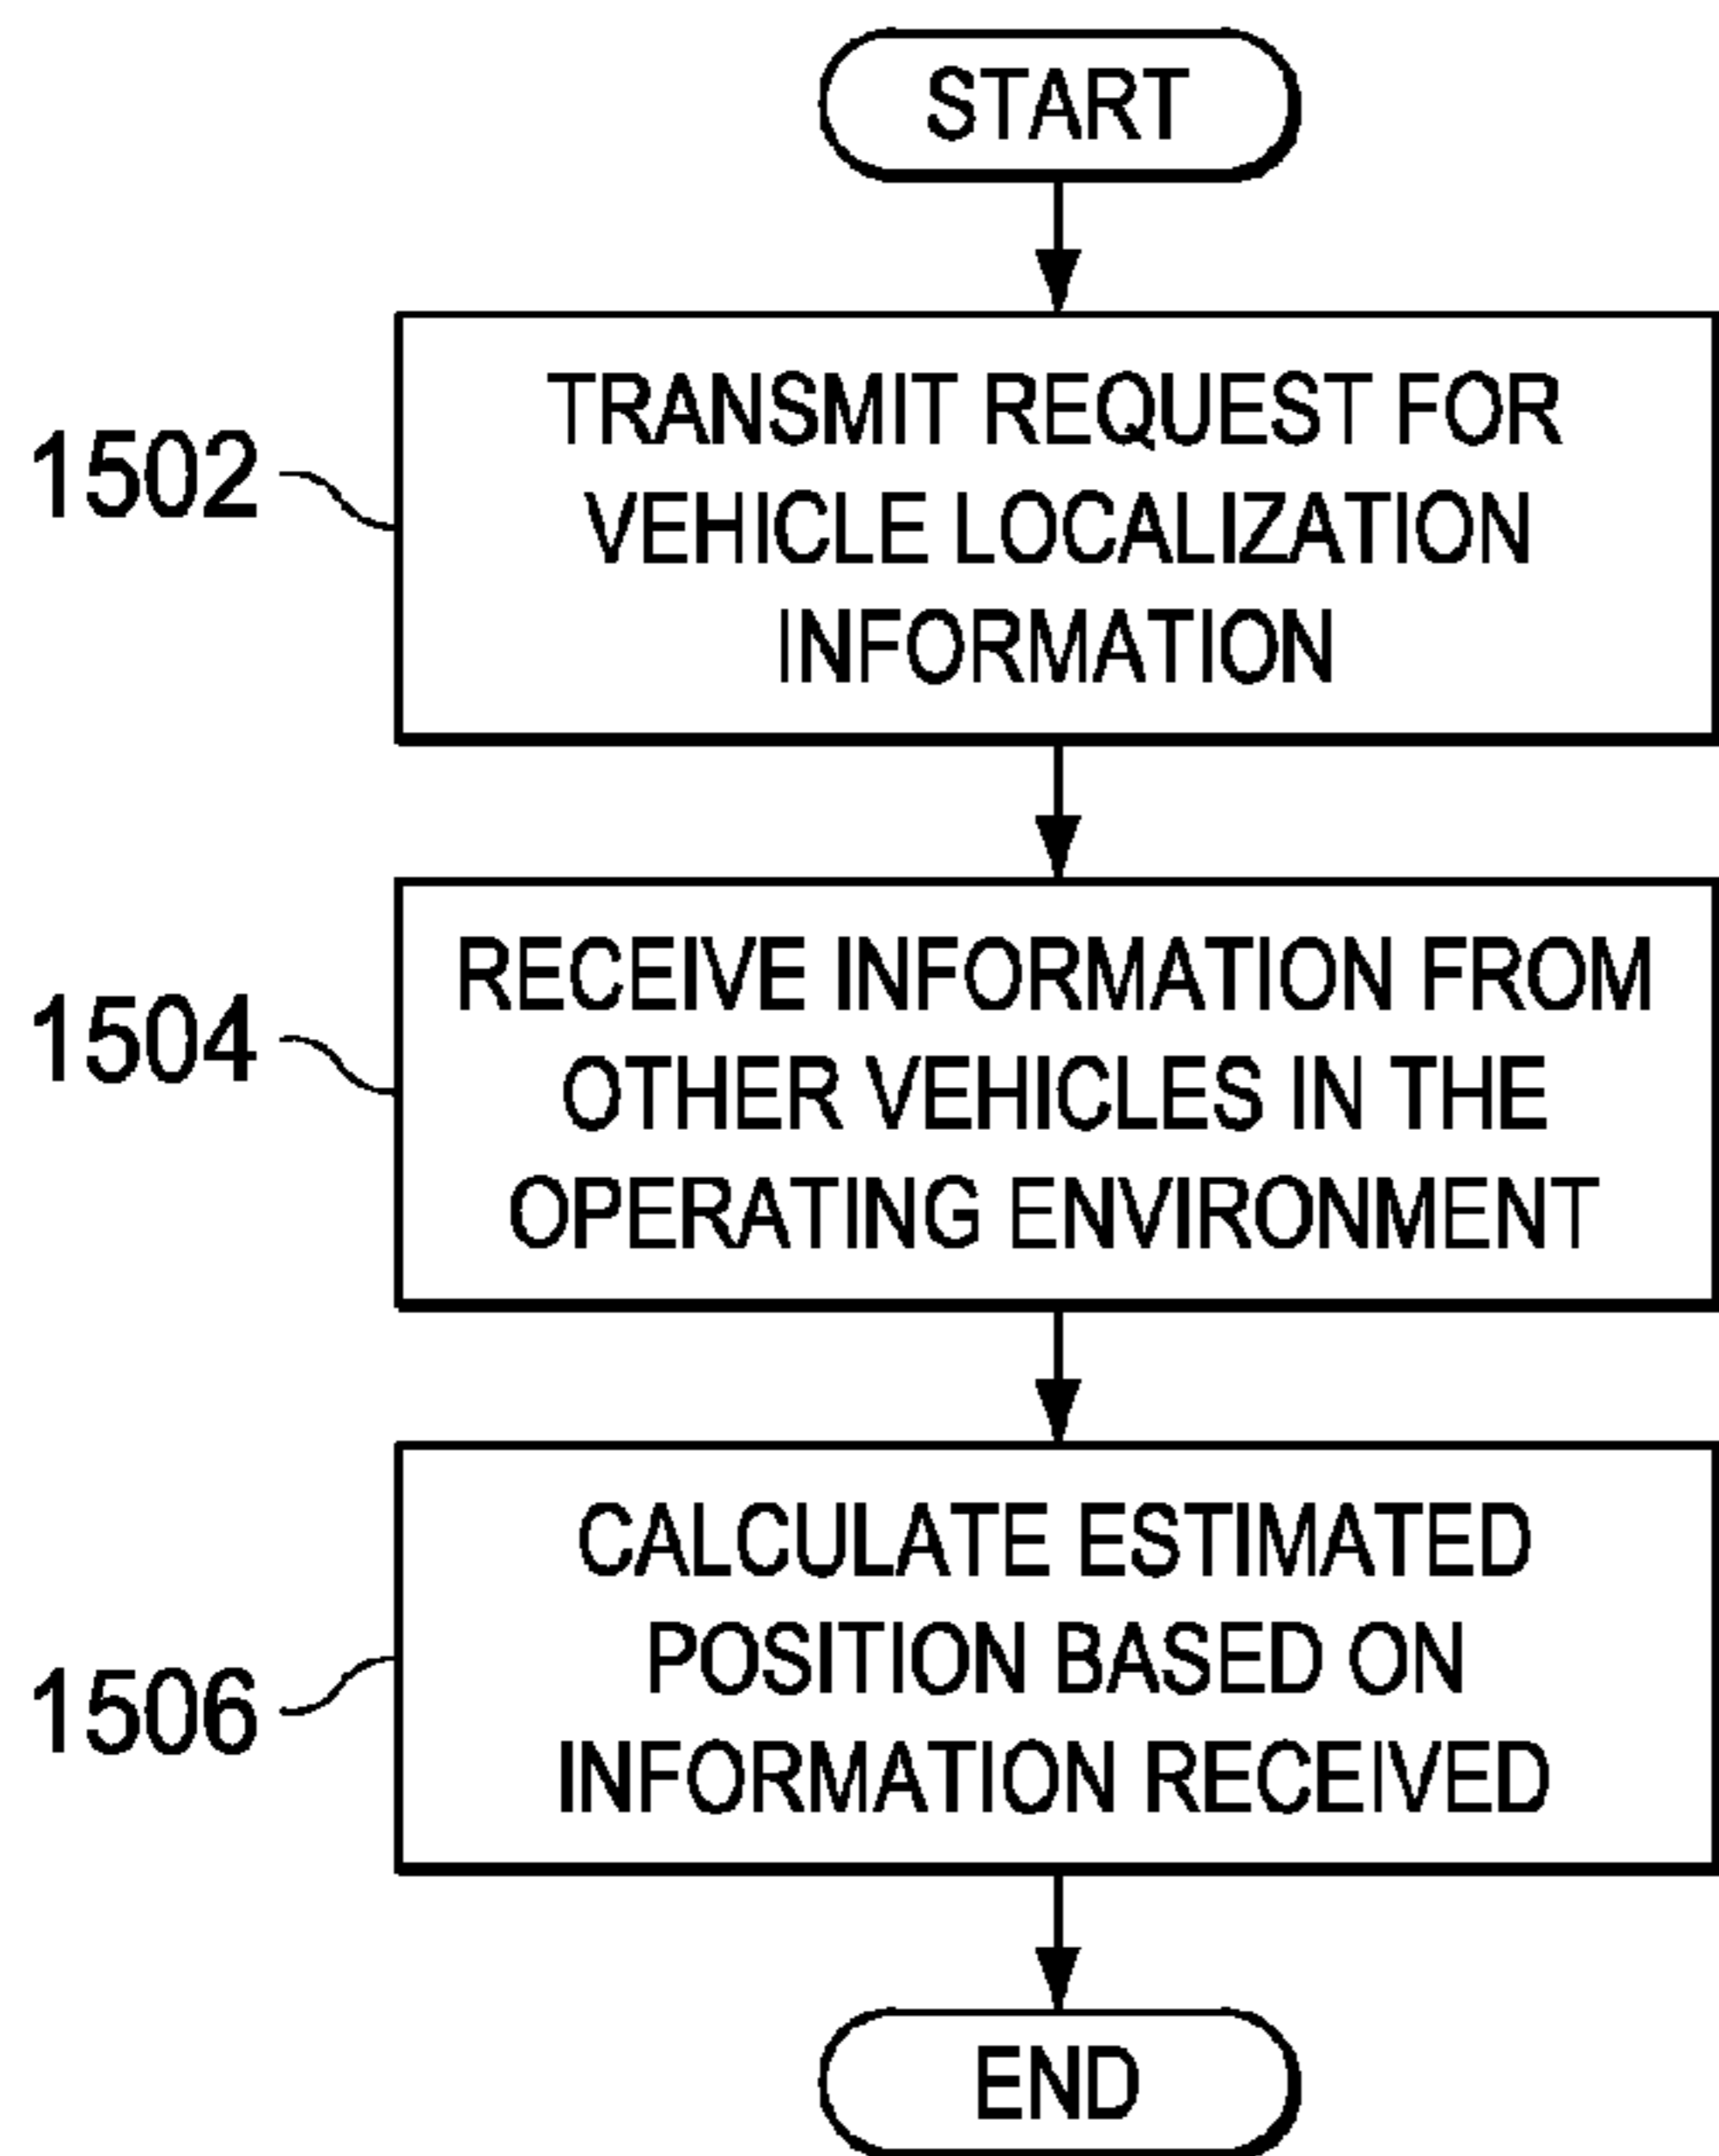 START
1502
TRANSMIT REQUEST FOR
VEHICLE LOCALIZATION
INFORMATION
1504
RECEIVE INFORMATION FROM
OTHER VEHICLES IN THE
OPERATING ENVIRONMENT
1506
CALCULATE ESTIMATED
POSITION BASED ON
INFORMATION RECEIVED
END